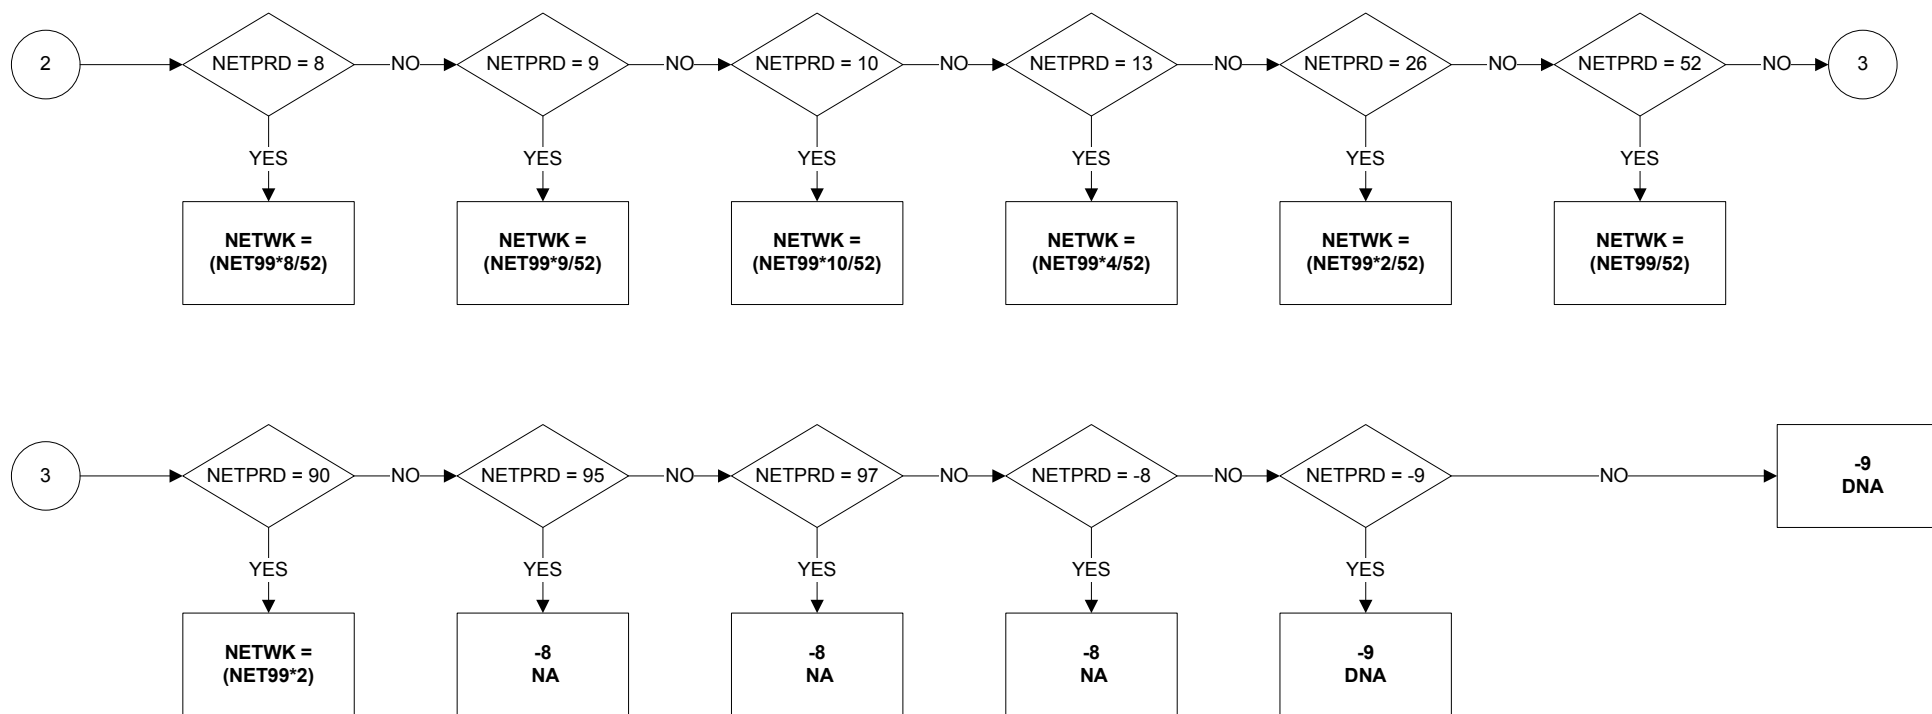 2
NETPRD = 8
NO
NETPRD = 9
NO
NETPRD = 10
NO
NETPRD = 13
NO
NETPRD = 26
NO
NETPRD = 52
NO
3
YES
YES
YES
YES
YES
YES
NETWK =
(NET99*8/52)
NETWK =
(NET99*9/52)
NETWK =
(NET99*10/52)
NETWK =
(NET99*4/52)
NETWK =
(NET99*2/52)
NETWK =
(NET99/52)
3
NETPRD = 90
NO
NETPRD = 95
NO
NETPRD = 97
NO
NETPRD = -8
NO
NETPRD = -9
NO
-9
DNA
YES
YES
YES
YES
YES
NETWK =
(NET99*2)
-8
NA
-8
NA
-8
NA
-9
DNA